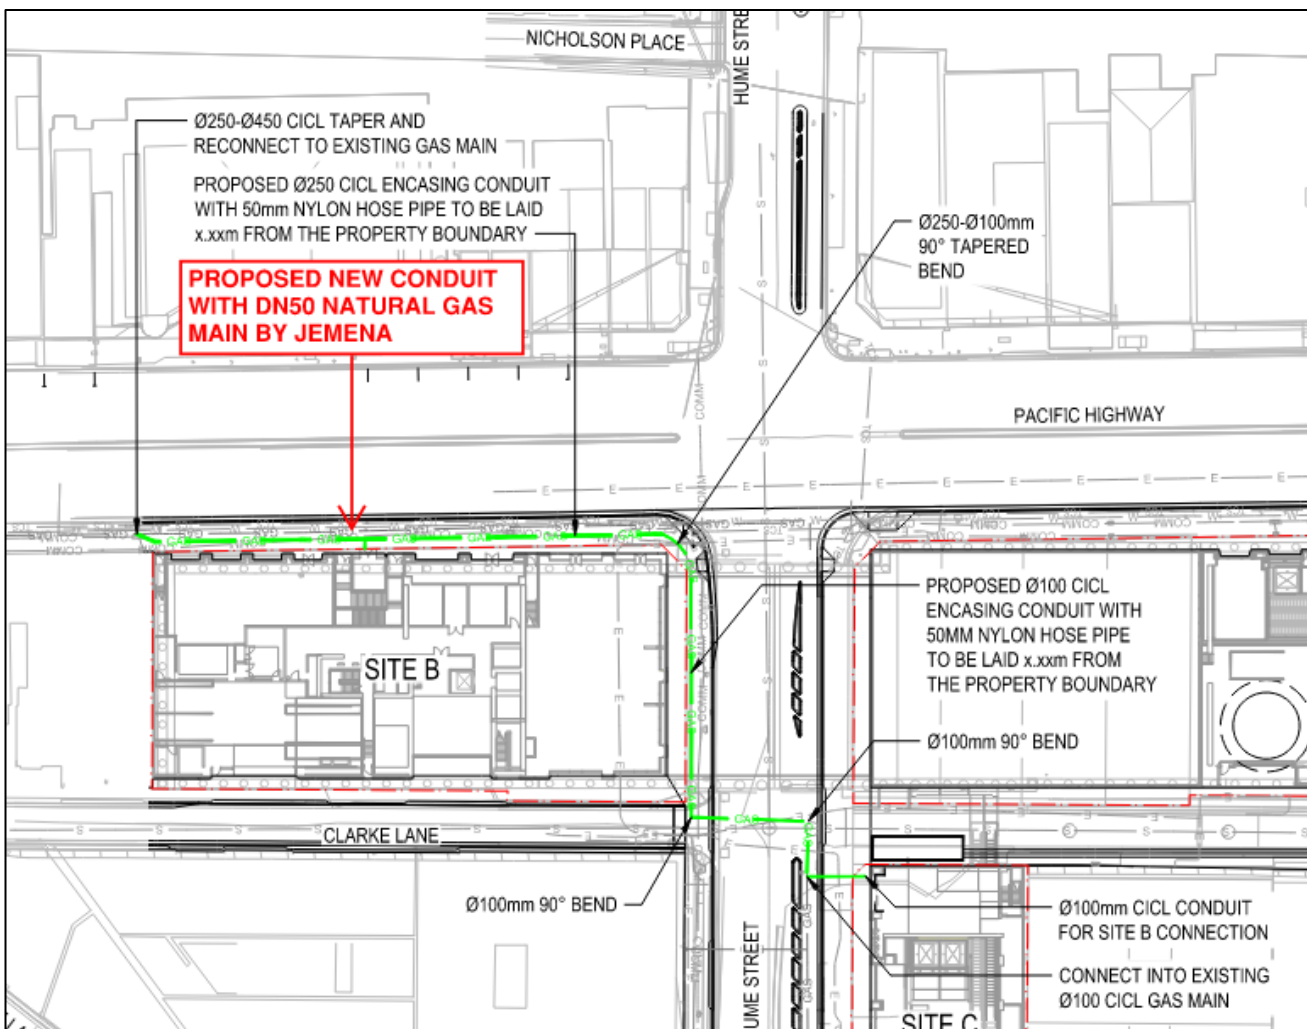 NICHOLSON PLACE
HUME STREE
Ø250-Ø450 CICL TAPER AND
RECONNECT TO EXISTING GAS MAIN
PROPOSED Ø250 CICL ENCASING CONDUIT
WITH 50mm NYLON HOSE PIPE TO BE LAID
x.xxm FROM THE PROPERTY BOUNDARY
Ø250-Ø100mm
90° TAPERED
BEND
PROPOSED NEW CONDUIT
WITH DN50 NATURAL GAS
MAIN BY JEMENA
PACIFIC HIGHWAY
PROPOSED Ø100 CICL
ENCASING CONDUIT WITH
50MM NYLON HOSE PIPE
TO BE LAID x.xxm FROM
THE PROPERTY BOUNDARY
SITE B
Ø100mm 90° BEND
CLARKE LANE
Ø100mm 90° BEND
Ø100mm CICL CONDUIT
FOR SITE B CONNECTION
CONNECT INTO EXISTING
Ø100 CICL GAS MAIN
UME STREET
SITE C